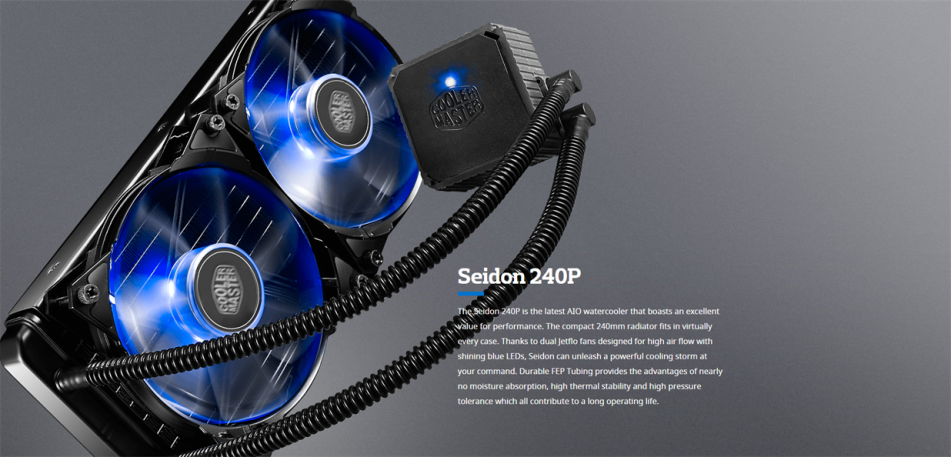 COOLER
MASTER
COOLER
MASTER
COOLER
MASTER
Seidon 240P
The Seidon 240P is the latest AIO watercooler that boasts an excellent
value for performance. The compact 240mm radiator fits in virtually
every case. Thanks to dual Jetflo fans designed for high air flow with
shining blue LEDs, Seidon can unleash a powerful cooling storm at
your command. Durable FEP Tubing provides the advantages of nearly
no moisture absorption, high thermal stability and high pressure
tolerance which all contribute to a long operating life.